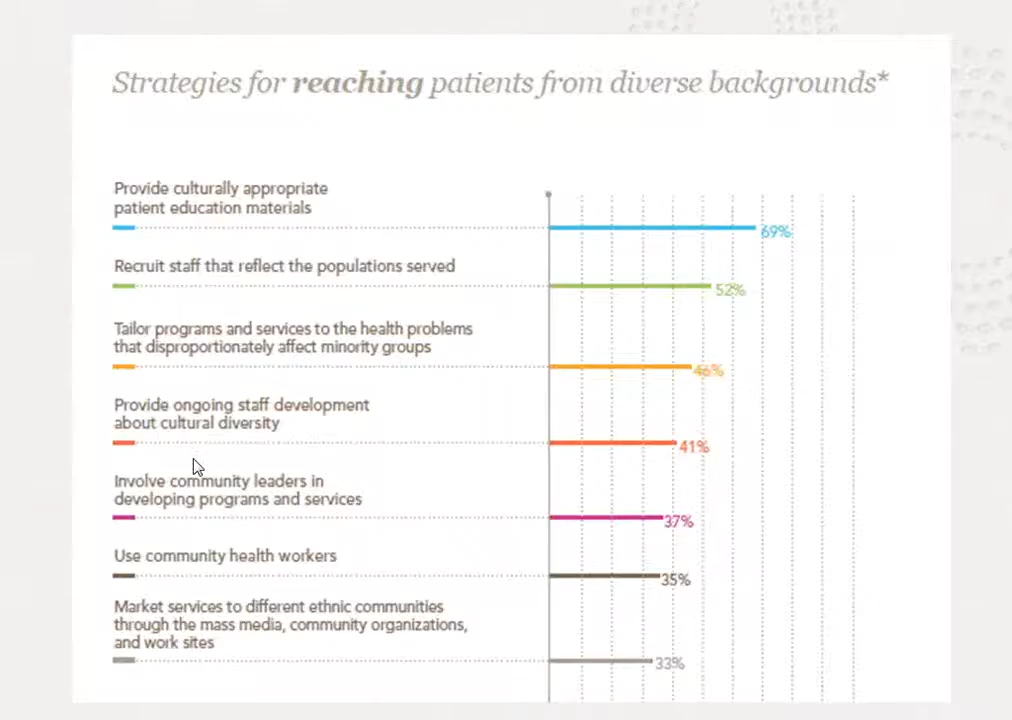 Strategies for reaching patients from diverse backgrounds*
Provide culturally appropriate
patient education materials
69%
Recruit staff that reflect the populations served
52%
Tailor programs and services to the health problems
that disproportionately affect minority groups
46%
Provide ongoing staff development
about cultural diversity
41%
Involve community leaders in
developing programs and services
37%
Use community health workers
35%
Market services to different ethnic communities
through the mass media, community organizations,
and work sites
33%